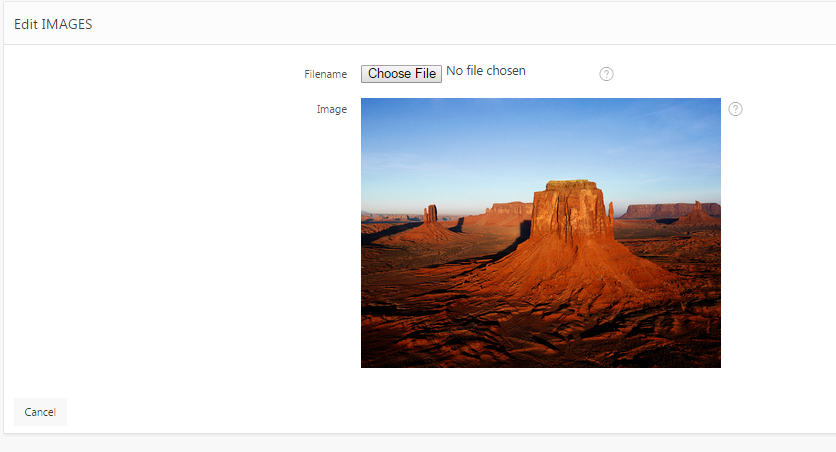 Edit IMAGES
Filename Choose File No file chosen ?
Image ?
Cancel